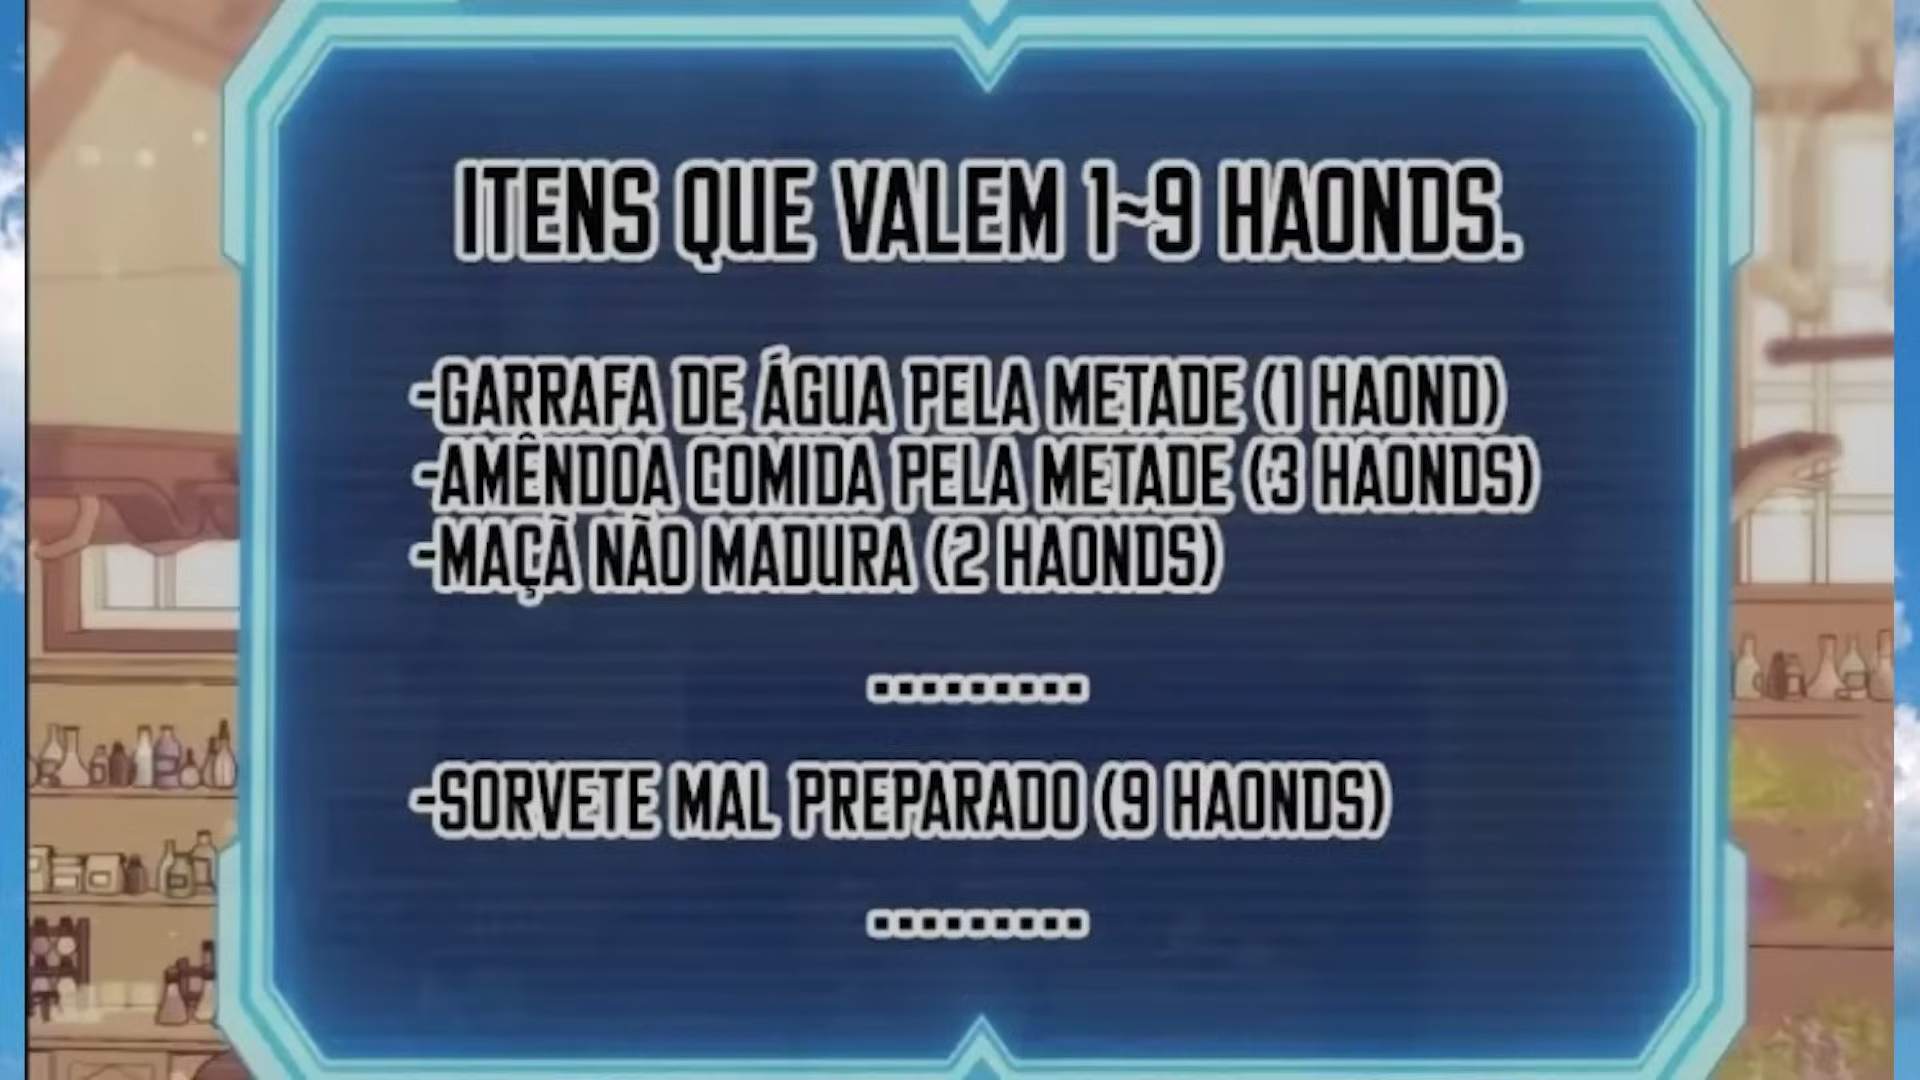 ITENS QUE VALEM 1~9 HAONDS.
-GARRAFA DE ÁGUA PELA METADE (1 HAOND)
-AMÊNDOA COMIDA PELA METADE (3 HAONDS)
-MAÇÃ NÃO MADURA (2 HAONDS)
.........
-SORVETE MAL PREPARADO (9 HAONDS)
.........